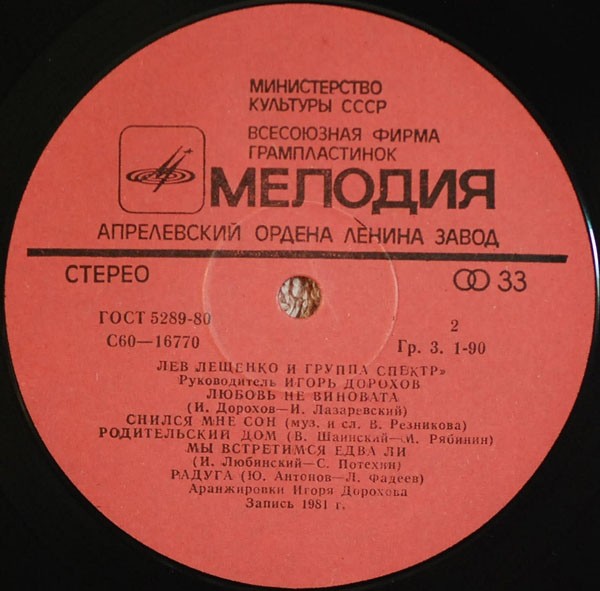 МИНИСТЕРСТВО
КУЛЬТУРЫ СССР
ВСЕСОЮЗНАЯ ФИРМА
ГРАМПЛАСТИНОК
МЕЛОДИЯ
АПРЕЛЕВСКИЙ ОРДЕНА ЛЕНИНА ЗАВОД
СТЕРЕО 33
ГОСТ 5289-80 2
С60—16770 Гр. 3. 1-90
ЛЕВ ЛЕЩЕНКО И ГРУППА СПЕКТР»
Руководитель ИГОРЬ ДОРОХОВ
ЛЮБОВЬ НЕ ВИНОВАТА
(И. Дорохов—И. Лазаревский)
СНИЛСЯ МНЕ СОН (муз. и сл. В. Резникова)
РОДИТЕЛЬСКИЙ ДОМ (В. Шаинский—М. Рябинин)
МЫ ВСТРЕТИМСЯ ЕДВА ЛИ
(И. Любинский—С. Потехин)
РАДУГА (Ю. Антонов—Л. Фадеев)
Аранжировки Игоря Дорохова
Запись 1981 г.